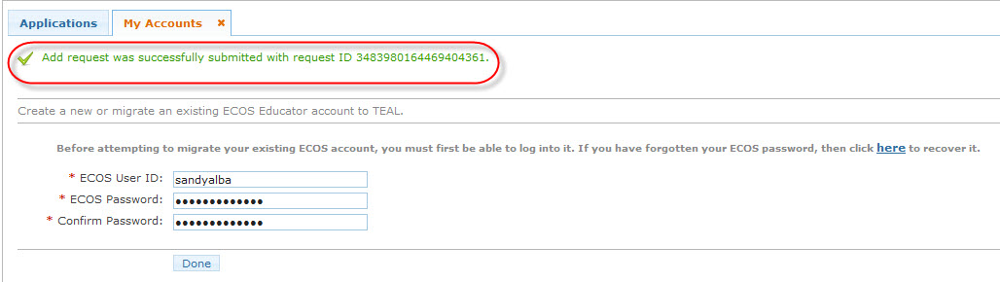 Applications My Accounts ×
Add request was successfully submitted with request ID 3483980164469404361.
Create a new or migrate an existing ECOS Educator account to TEAL.
Before attempting to migrate your existing ECOS account, you must first be able to log into it. If you have forgotten your ECOS password, then click here to recover it.
* ECOS User ID: sandyalba
* ECOS Password: •••••••••••••
* Confirm Password: •••••••••••••
Done